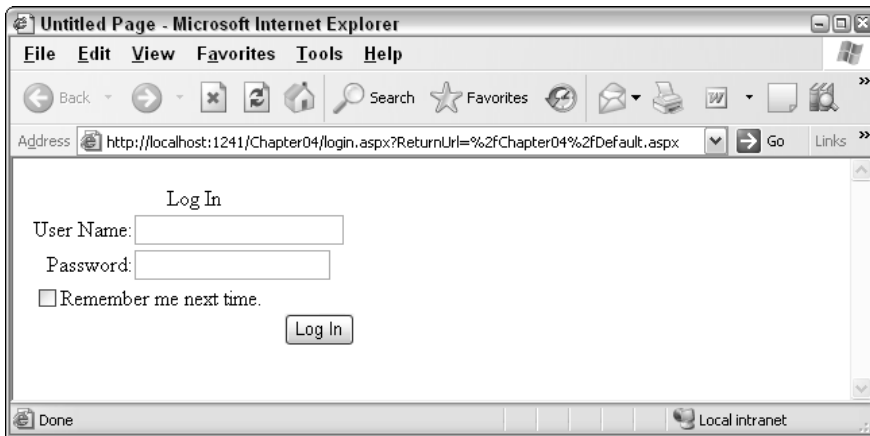 Untitled Page - Microsoft Internet Explorer
File Edit View Favorites Tools Help
Back Search Favorites W »
Address http://localhost:1241/Chapter04/login.aspx?ReturnUrl=%2fChapter04%2fDefault.aspx Go Links »
Log In
User Name:
Password:
Remember me next time.
Log In
Done Local intranet